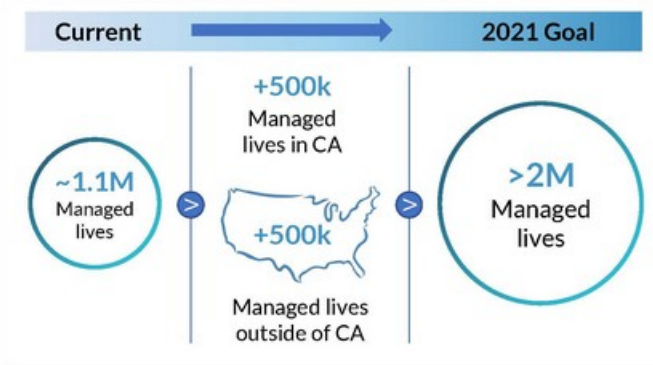 Current
2021 Goal
~1.1M
Managed
lives
>
+500k
Managed
lives in CA
+500k
Managed lives
outside of CA
>
>2M
Managed
lives